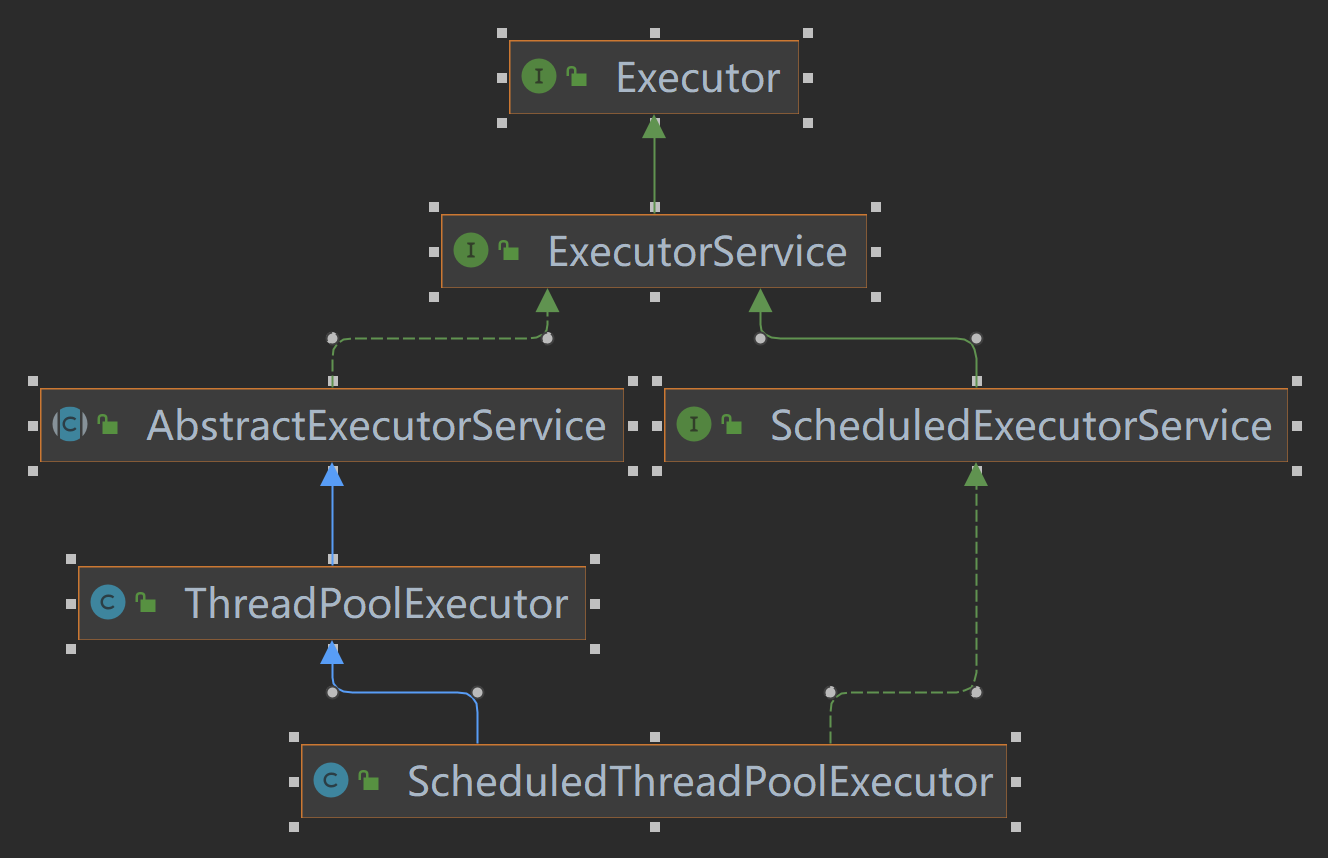 I Executor
I ExecutorService
C AbstractExecutorService
I ScheduledExecutorService
C ThreadPoolExecutor
C ScheduledThreadPoolExecutor